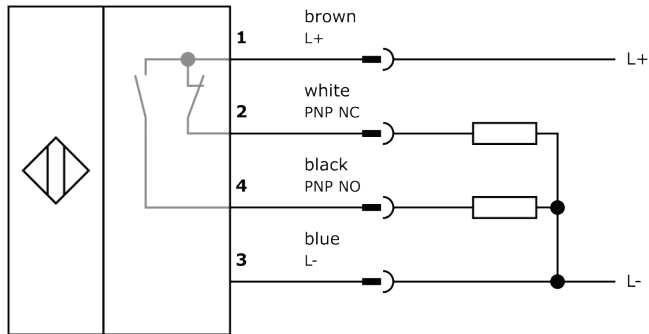 brown
1 L+
L+
white
2 PNP NC
black
4 PNP NO
blue
3 L-
L-